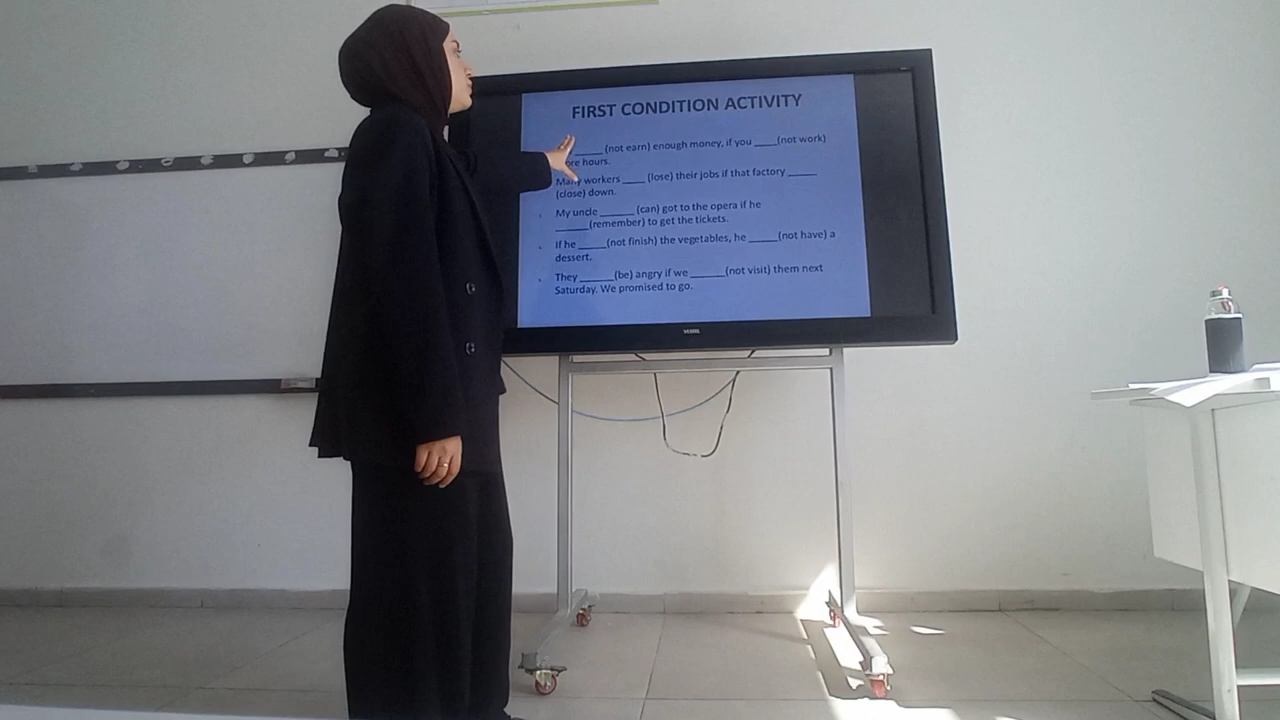 FIRST CONDITION ACTIVITY
_____ (not earn) enough money, if you ____(not work)
hours.
Many workers ____ (lose) their jobs if that factory _____
(close) down.
My uncle ______ (can) got to the opera if he
______(remember) to get the tickets.
If he _____(not finish) the vegetables, he _____(not have) a
dessert.
They ______(be) angry if we ______(not visit) them next
Saturday. We promised to go.
VESTEL